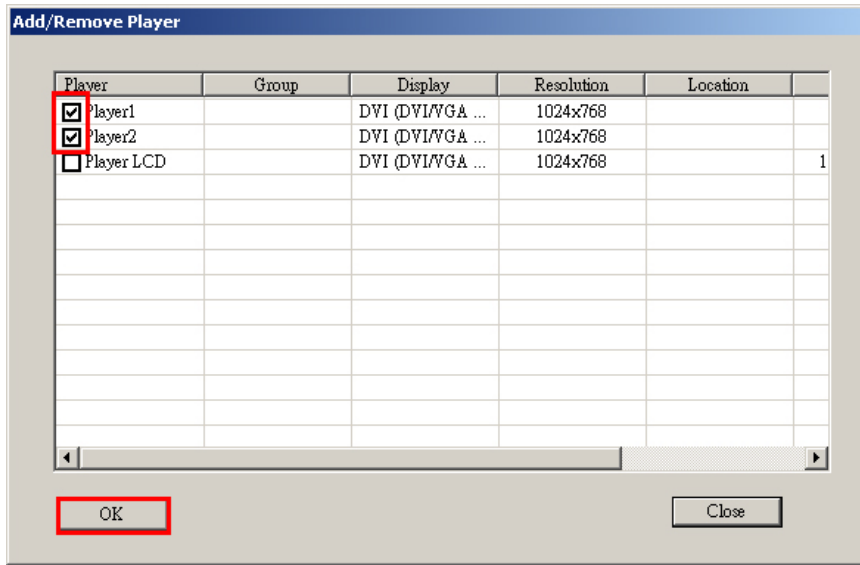 Add/Remove Player
Player Group Display Resolution Location
Player1 DVI (DVI/VGA ... 1024x768
Player2 DVI (DVI/VGA ... 1024x768
Player LCD DVI (DVI/VGA ... 1024x768 1
OK Close